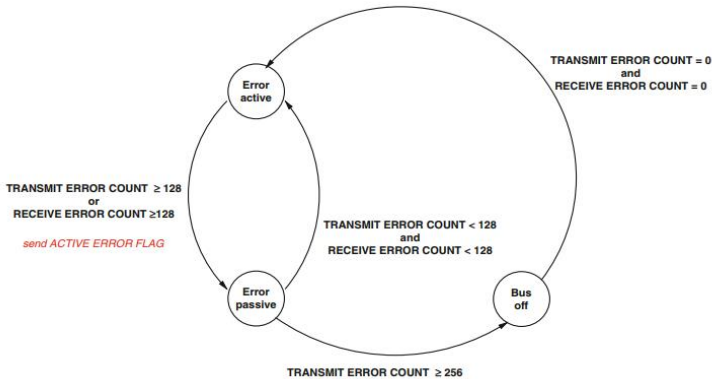 TRANSMIT ERROR COUNT = 0
and
RECEIVE ERROR COUNT = 0
Error
active
TRANSMIT ERROR COUNT ≥ 128
or
RECEIVE ERROR COUNT ≥128
send ACTIVE ERROR FLAG
TRANSMIT ERROR COUNT < 128
and
RECEIVE ERROR COUNT < 128
Error
passive
Bus
off
TRANSMIT ERROR COUNT ≥ 256